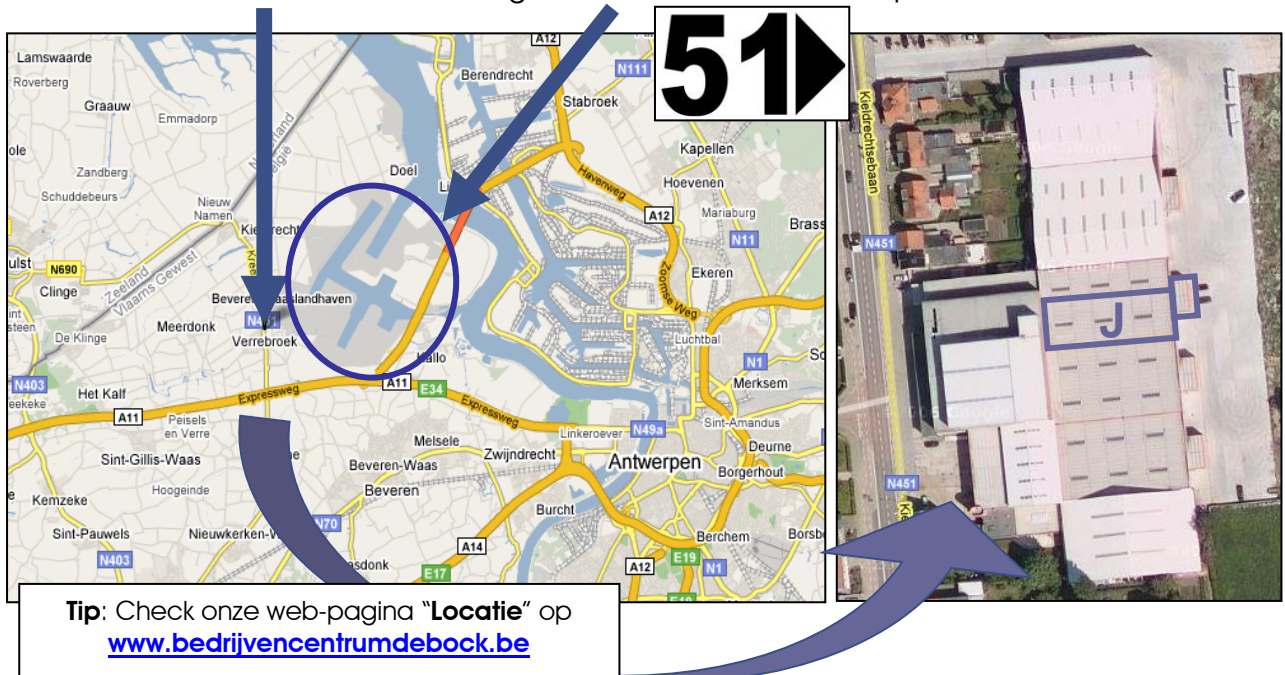 51
Lamswaarde
Roverberg
Graauw
Emmadorp
Zandberg
Schuddebeurs
Nieuw
Namen
Doel
Berendrecht
Stabroek
A12
N111
Kapellen
Hoevenen
Havenweg
A12
Mariaburg
N11
Ekeren
Zoomse Weg
Luchtbal
N1
Merksem
Zeeland
Vlaams Gewest
N690
Clinge
De Klinge
Meerdonk
Verrebroek
N403
Het Kalf
A11
Expressweg
A11
E34
Expressweg
Peisels
en Verre
Sint-Gillis-Waas
Hoogeinde
Kemzeke
Sint-Pauwels
N403
N70
Melsele
Zwijndrecht
Beveren-Waas
Beveren
Linkeroever
N49a
Sint-Amandus
Deurne
Antwerpen
Borgerhout
Burcht
Berchem
A14
E17
A12
E19
N1
Kieldrechtsebaan
N451
J
N451
Tip: Check onze web-pagina “Locatie” op
www.bedrijvencentrumdebock.be